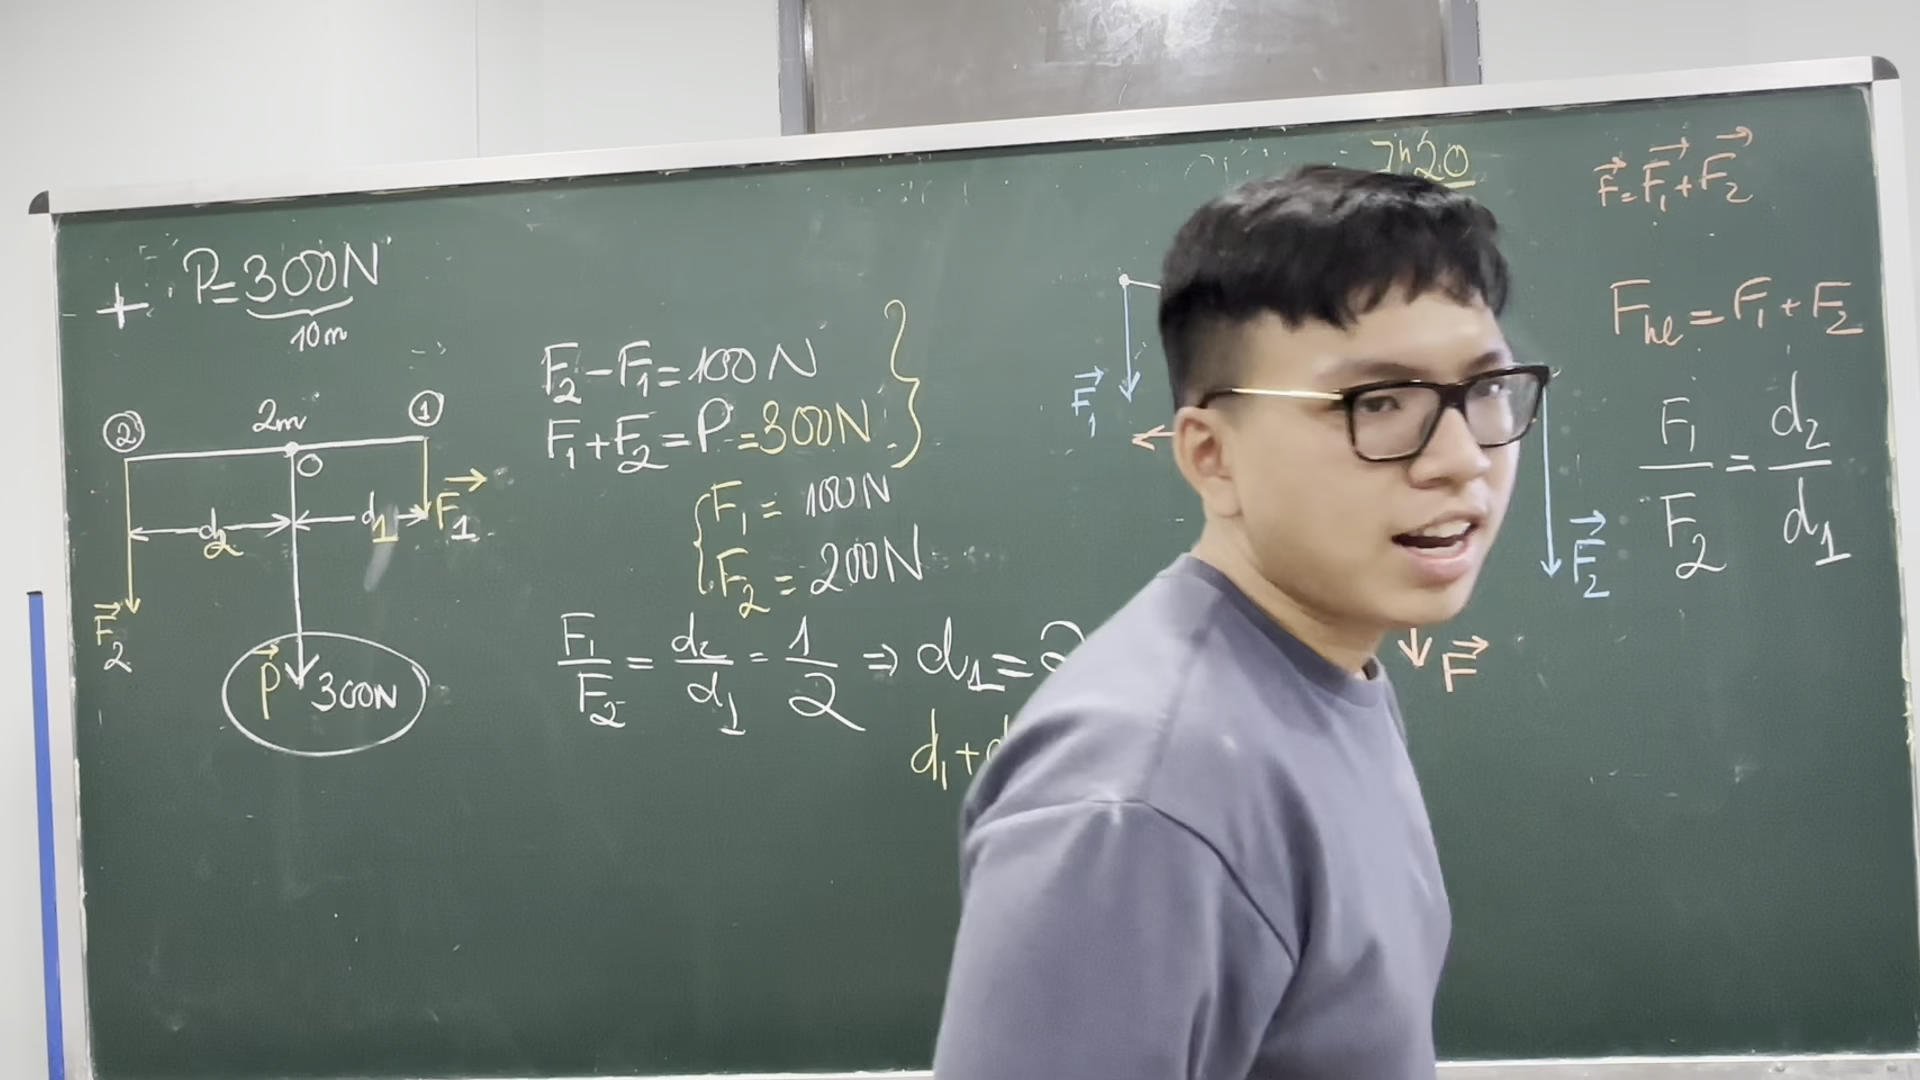 + P=300N
10m
② 2m ①
O
d2 d1 F1
F2
P 300N
F2-F1=100N
F1+F2=P=300N
F1 = 100N
F2 = 200N
F1/F2 = d2/d1 = 1/2 ⇒ d1=2
d1+d
7h20
F1
F2
F
F=F1+F2
Fhl=F1+F2
F1/F2 = d2/d1